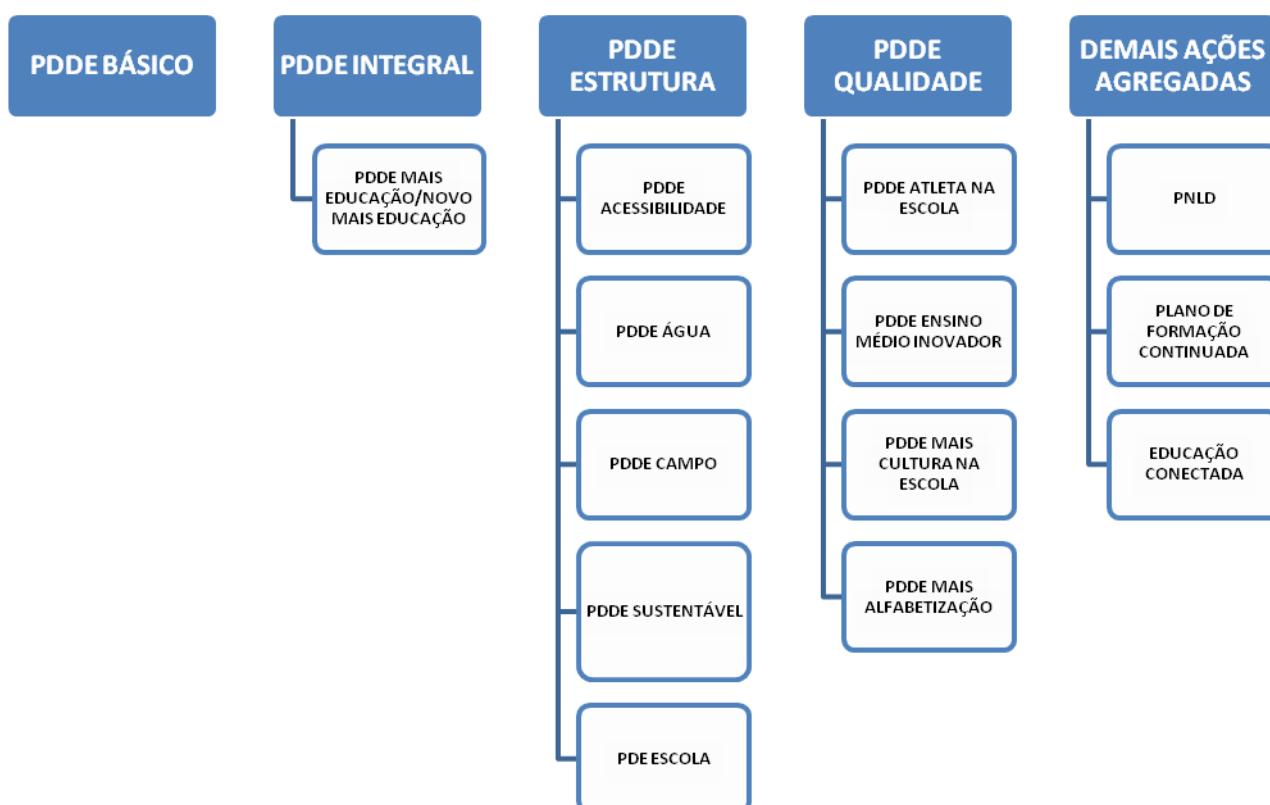 PDDE BÁSICO
PDDE INTEGRAL
PDDE MAIS
EDUCAÇÃO/NOVO
MAIS EDUCAÇÃO
PDDE
ESTRUTURA
PDDE
ACESSIBILIDADE
PDDE ÁGUA
PDDE CAMPO
PDDE SUSTENTÁVEL
PDE ESCOLA
PDDE
QUALIDADE
PDDE ATLETA NA
ESCOLA
PDDE ENSINO
MÉDIO INOVADOR
PDDE MAIS
CULTURA NA
ESCOLA
PDDE MAIS
ALFABETIZAÇÃO
DEMAIS AÇÕES
AGREGADAS
PNLD
PLANO DE
FORMAÇÃO
CONTINUADA
EDUCAÇÃO
CONECTADA